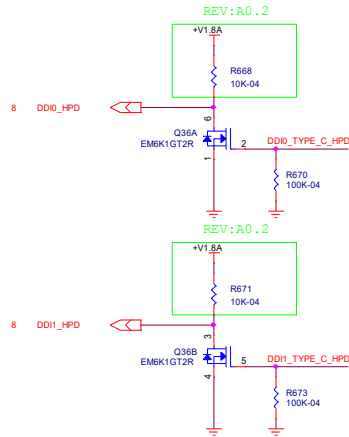 REV:A0.2
+V1.8A
R668
10K-04
8 DDI0_HPD
6
Q36A
EM6K1GT2R
2 DDI0_TYPE_C_HPD
1
R670
100K-04
REV:A0.2
+V1.8A
R671
10K-04
8 DDI1_HPD
3
Q36B
EM6K1GT2R
5 DDI1_TYPE_C_HPD
4
R673
100K-04